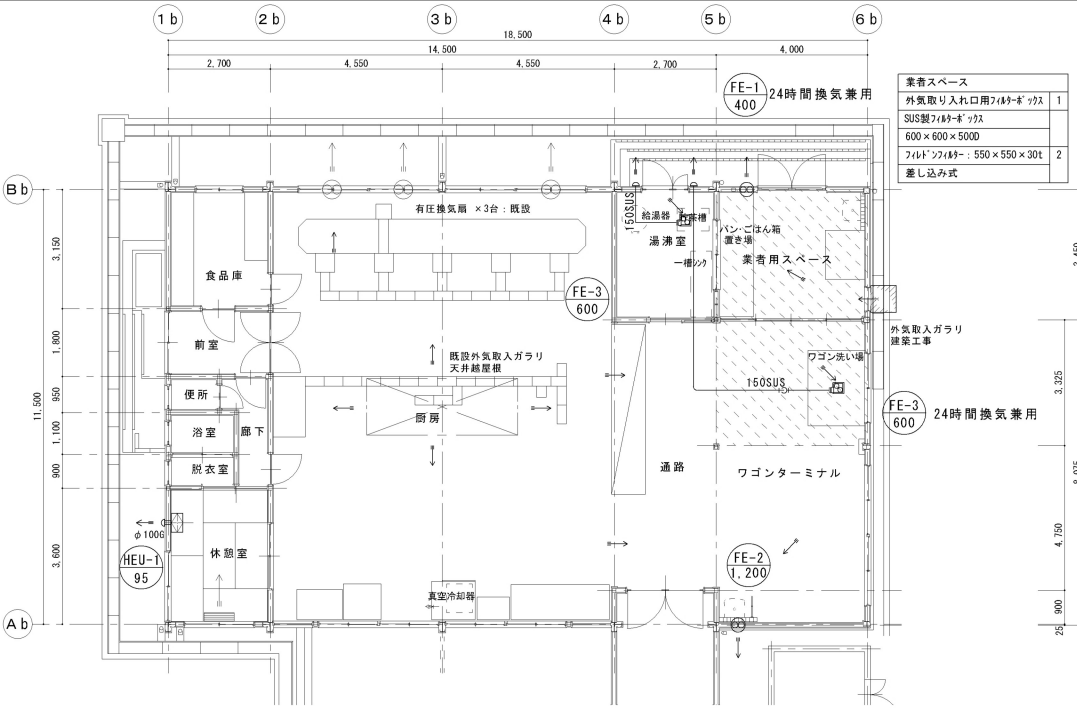 1b
2b
3b
4b
5b
6b
18,500
14,500
4,000
2,700
4,550
4,550
2,700
FE-1
400
24時間換気兼用
業者スペース
外気取り入れ口用フィルターボックス 1
SUS製フィルターボックス
600×600×500D
フィレドンフィルター：550×550×30t 2
差し込み式
Bb
有圧換気扇 ×3台：既設
150SUS
給湯器
湯沸室
一槽シンク
パン・ごはん箱
置き場
業者用スペース
食品庫
3,150
FE-3
600
外気取入ガラリ
建築工事
前室
1,800
既設外気取入ガラリ
天井越屋根
ワゴン洗い場
150SUS
3,325
便所
950
厨房
FE-3
600
24時間換気兼用
11,500
浴室
廊下
1,100
脱衣室
900
通路
ワゴンターミナル
φ100G
HEU-1
95
休憩室
3,600
FE-2
1,200
4,750
真空冷却器
900
Ab
25